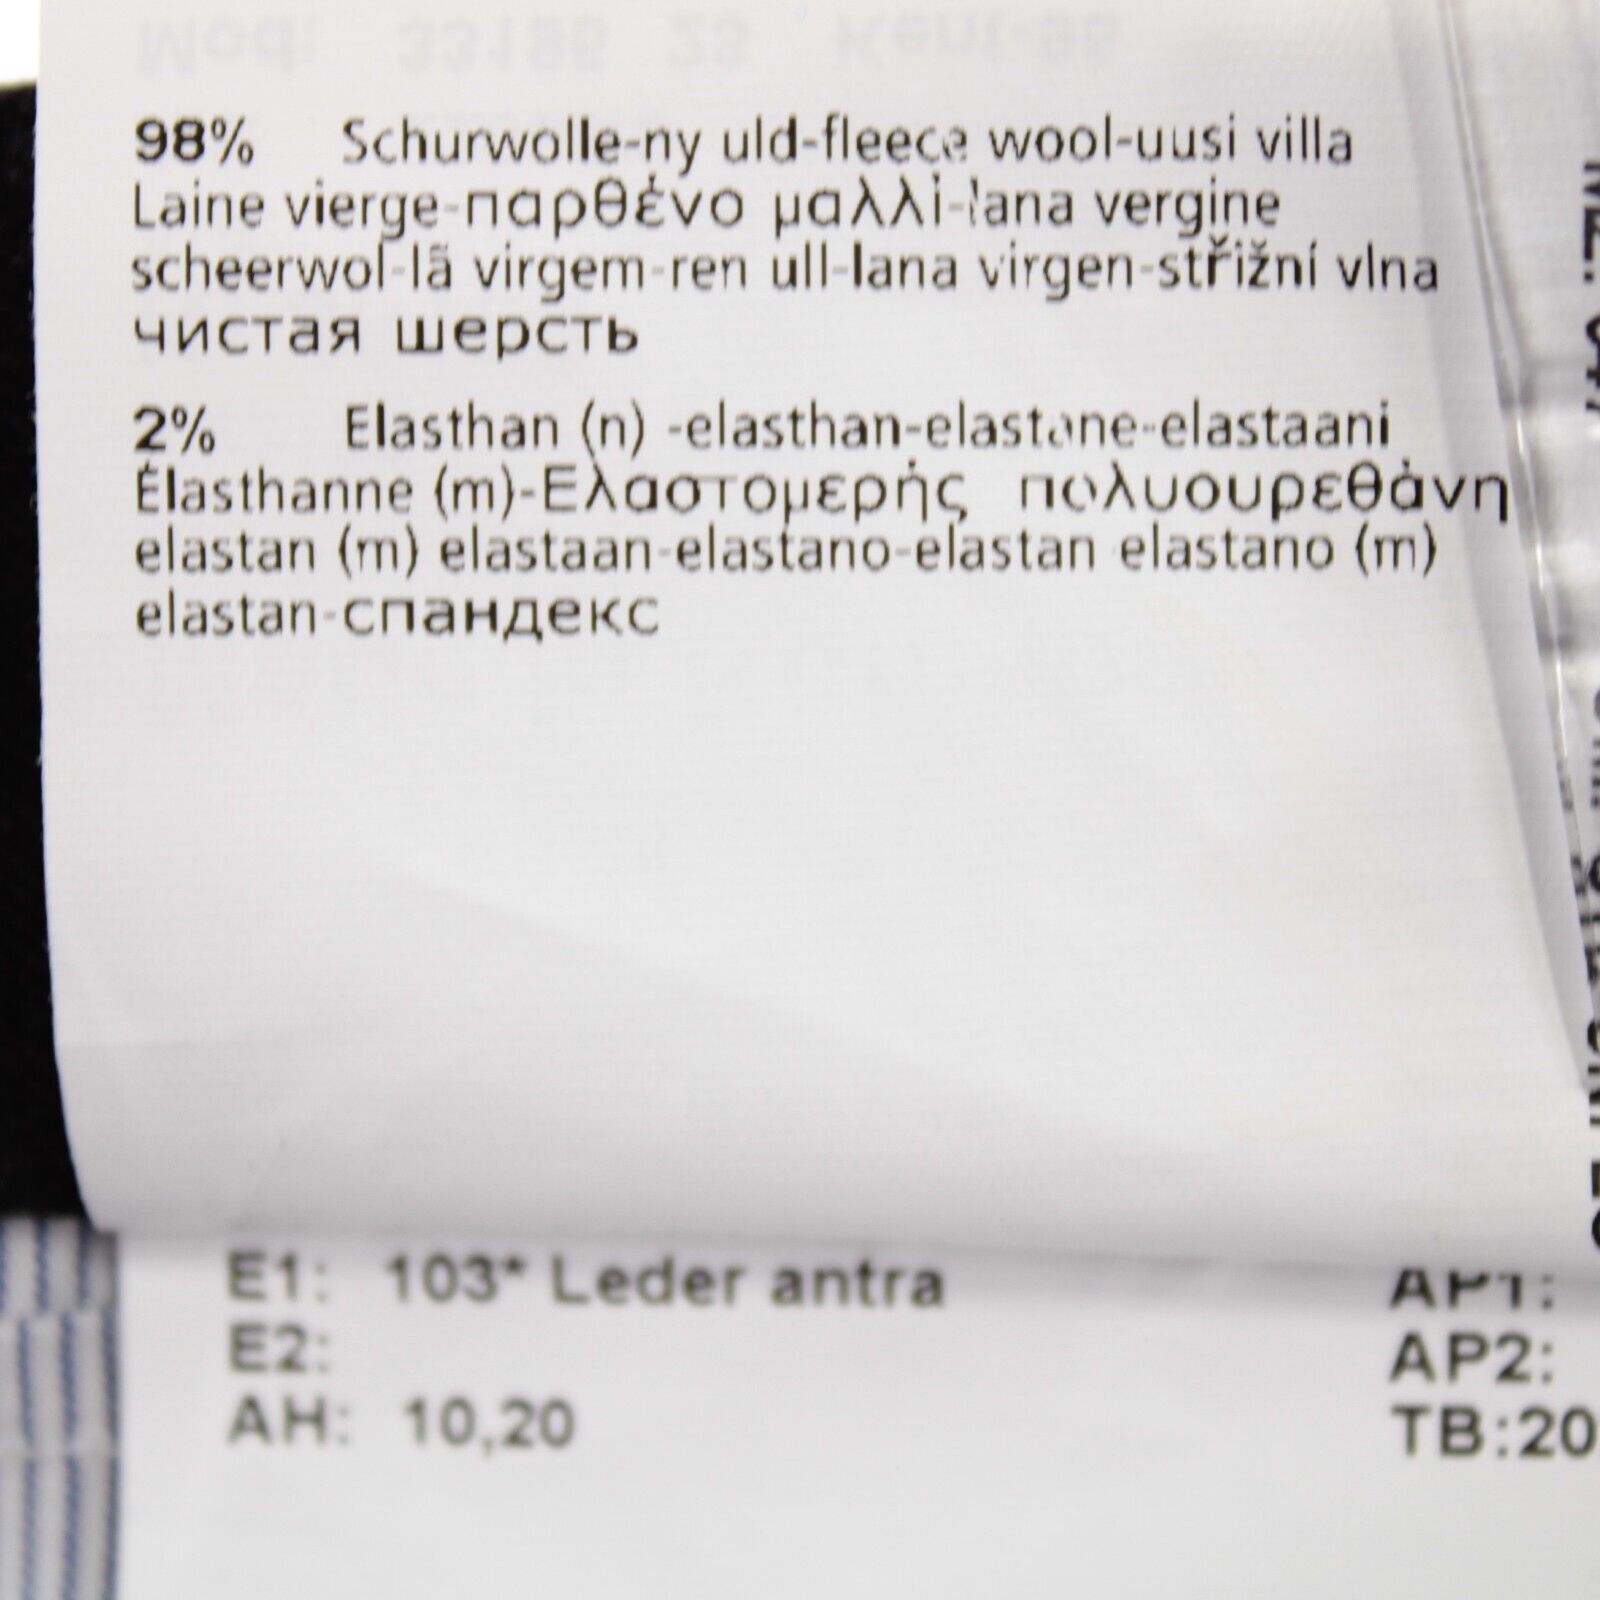 98% Schurwolle-ny uld-fleece wool-uusi villa
Laine vierge-παρθένο μαλλί-lana vergine
scheerwol-lã virgem-ren ull-lana virgen-střižní vlna
чистая шерсть
2% Elasthan (n) -elasthan-elastane-elastaani
Élasthanne (m)-Ελαστομερής πολυουρεθάνη
elastan (m) elastaan-elastano-elastan elastano (m)
elastan-спандекс
E1: 103* Leder antra
AP1:
E2:
AP2:
AH: 10,20
TB:20